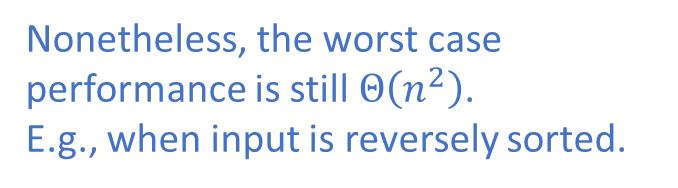 Nonetheless, the worst case
performance is still Θ(n²).
E.g., when input is reversely sorted.